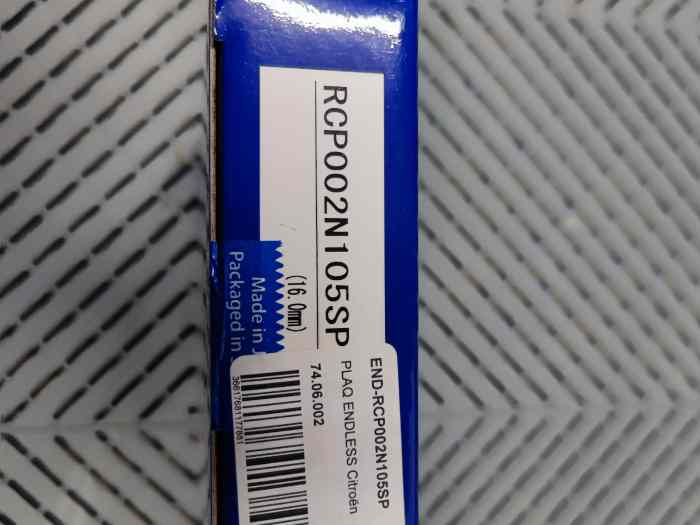 RCP002N105SP
(16.0mm)
Made in
Packaged in
END-RCP002N105SP
PLAQ ENDLESS Citroën
74.06.002